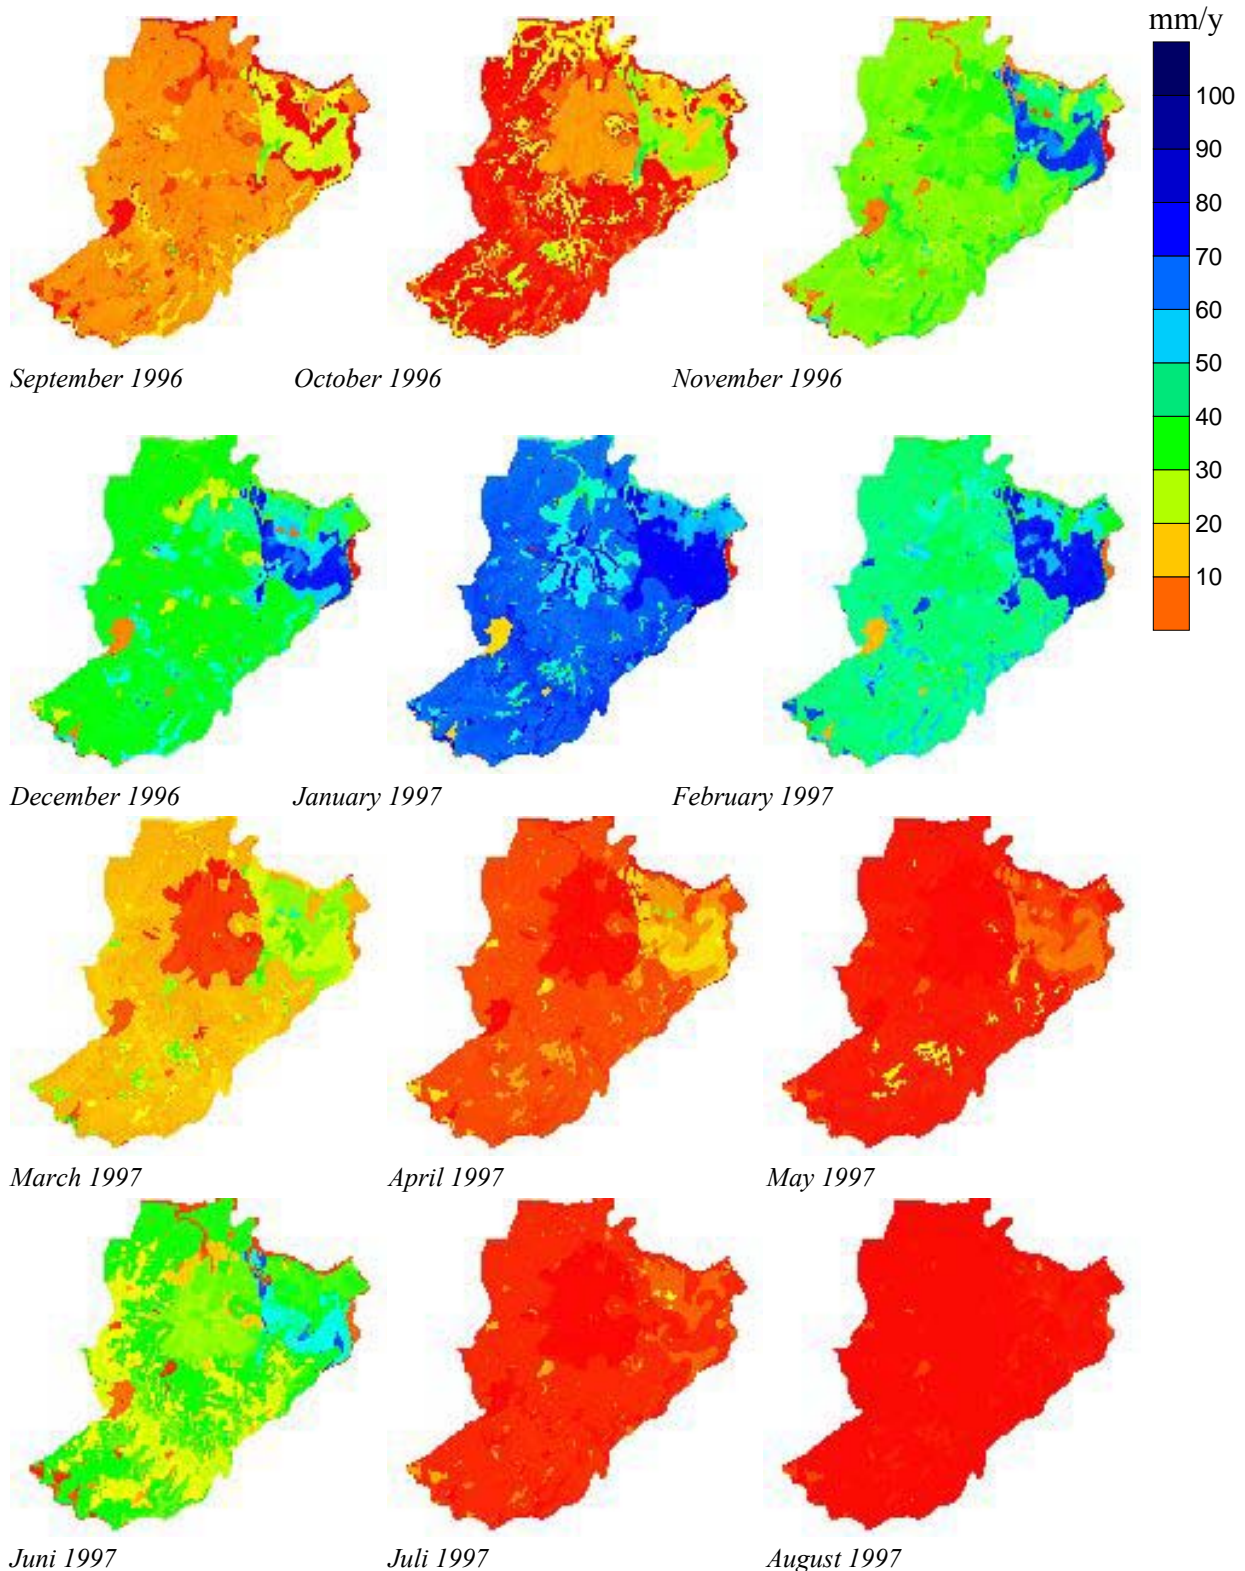 mm/y
100
90
80
70
60
50
40
30
20
10
September 1996
October 1996
November 1996
December 1996
January 1997
February 1997
March 1997
April 1997
May 1997
Juni 1997
Juli 1997
August 1997